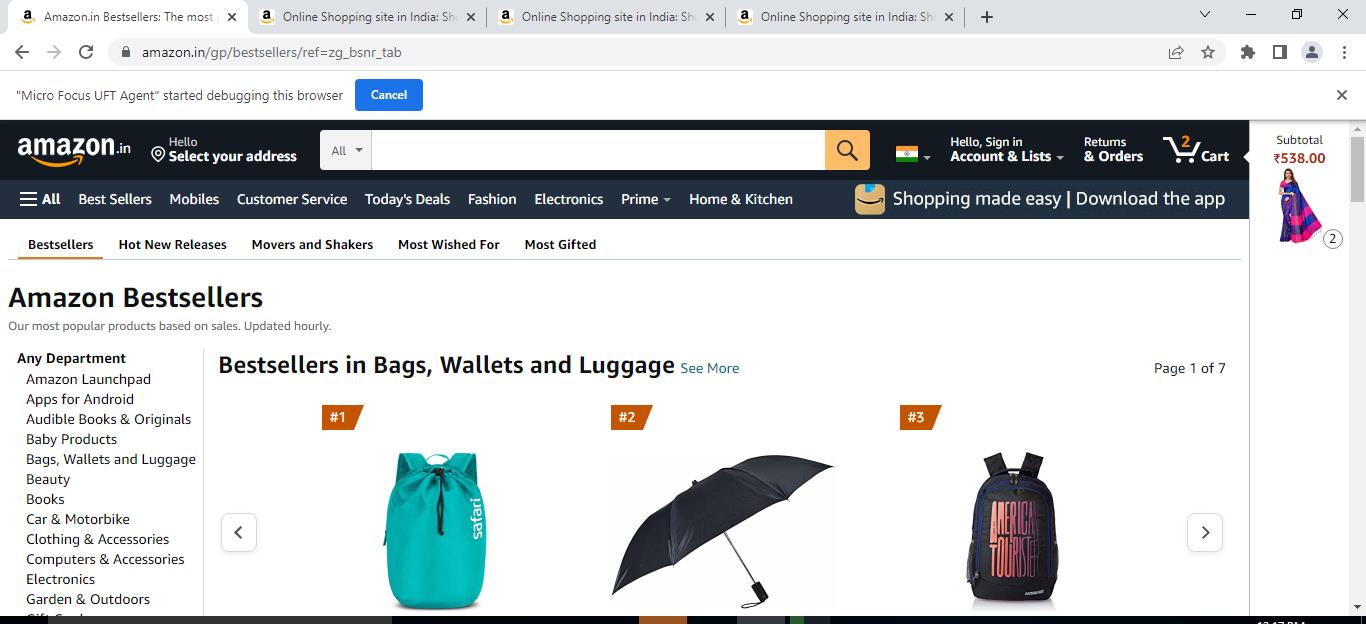 Amazon.in Bestsellers: The most
Online Shopping site in India: Sh
Online Shopping site in India: Sh
Online Shopping site in India: Sh
amazon.in/gp/bestsellers/ref=zg_bsnr_tab
"Micro Focus UFT Agent" started debugging this browser
Cancel
amazon.in
Hello
Select your address
All
Hello, Sign in
Account & Lists
Returns
& Orders
2
Cart
Subtotal
₹538.00
2
All
Best Sellers
Mobiles
Customer Service
Today's Deals
Fashion
Electronics
Prime
Home & Kitchen
Shopping made easy | Download the app
Bestsellers
Hot New Releases
Movers and Shakers
Most Wished For
Most Gifted
Amazon Bestsellers
Our most popular products based on sales. Updated hourly.
Any Department
Amazon Launchpad
Apps for Android
Audible Books & Originals
Baby Products
Bags, Wallets and Luggage
Beauty
Books
Car & Motorbike
Clothing & Accessories
Computers & Accessories
Electronics
Garden & Outdoors
Bestsellers in Bags, Wallets and Luggage See More
Page 1 of 7
#1
#2
#3
safari
AMERICAN
TOURISTER